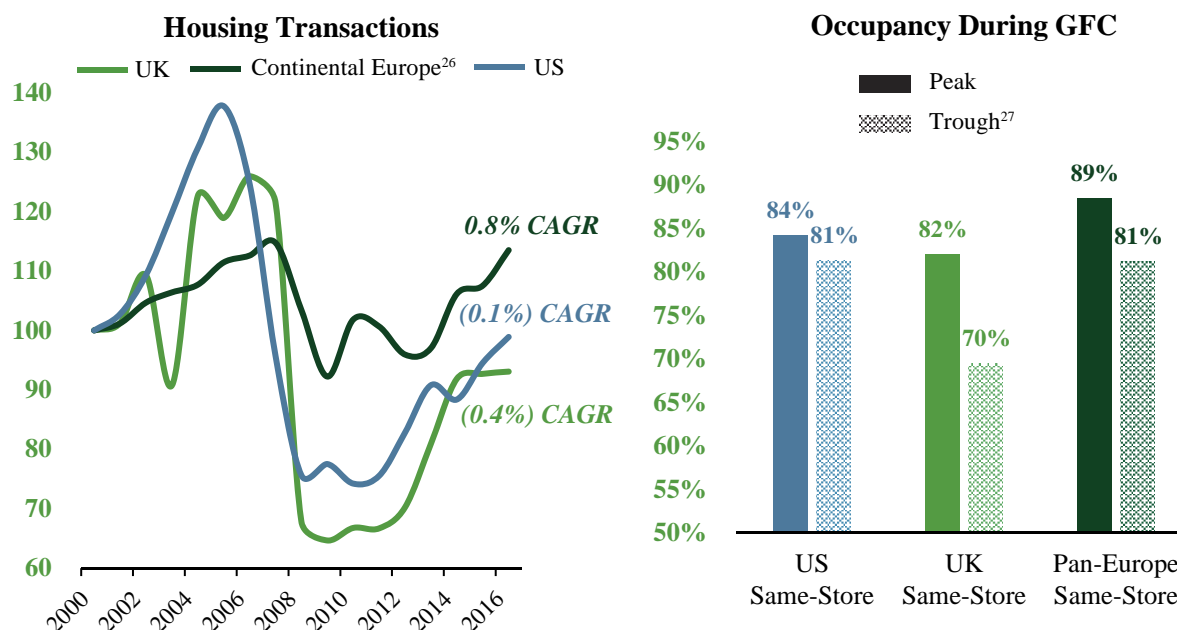 Housing Transactions
UK Continental Europe26 US
140
130
120
110
100
90
80
70
60
0.8% CAGR
(0.1%) CAGR
(0.4%) CAGR
2000 2002 2004 2006 2008 2010 2012 2014 2016
Occupancy During GFC
Peak
Trough27
95%
90%
85%
80%
75%
70%
65%
60%
55%
50%
84% 81% 82% 70% 89% 81%
US UK Pan-Europe
Same-Store Same-Store Same-Store